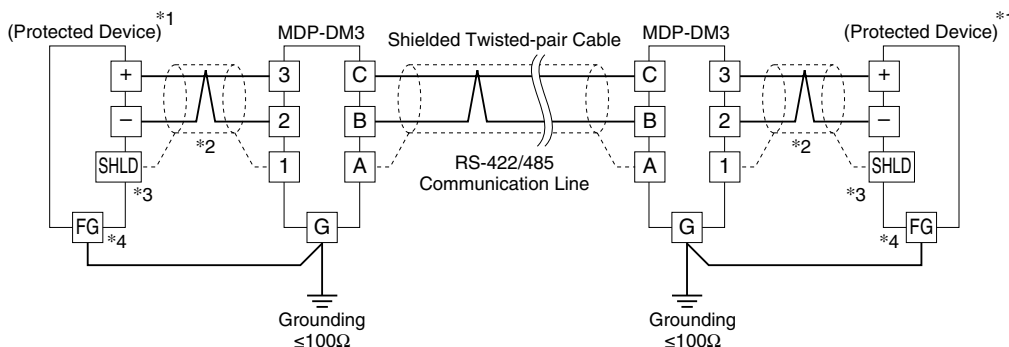 (Protected Device)*1
MDP-DM3
Shielded Twisted-pair Cable
MDP-DM3
(Protected Device)*1
+ 3 C C 3 +
− 2 B B 2 −
*2 *2
SHLD 1 A A 1 SHLD
RS-422/485
Communication Line
*3 *3
FG G G FG
*4 *4
Grounding
≤100Ω
Grounding
≤100Ω